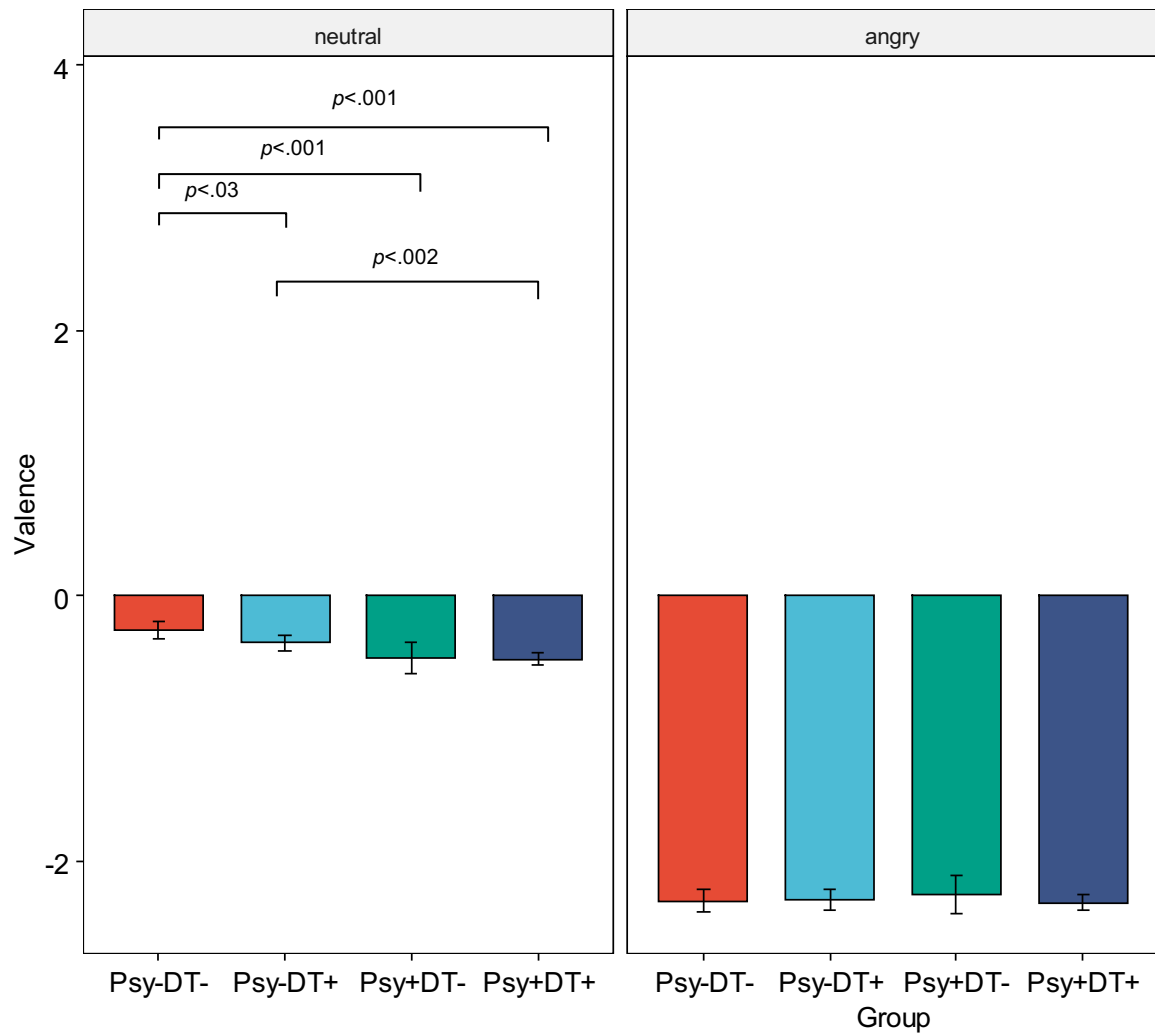 neutral
angry
4
p<.001
p<.001
p<.03
p<.002
2
Valence
0
-2
Psy-DT- Psy-DT+ Psy+DT- Psy+DT+
Psy-DT- Psy-DT+ Psy+DT- Psy+DT+
Group